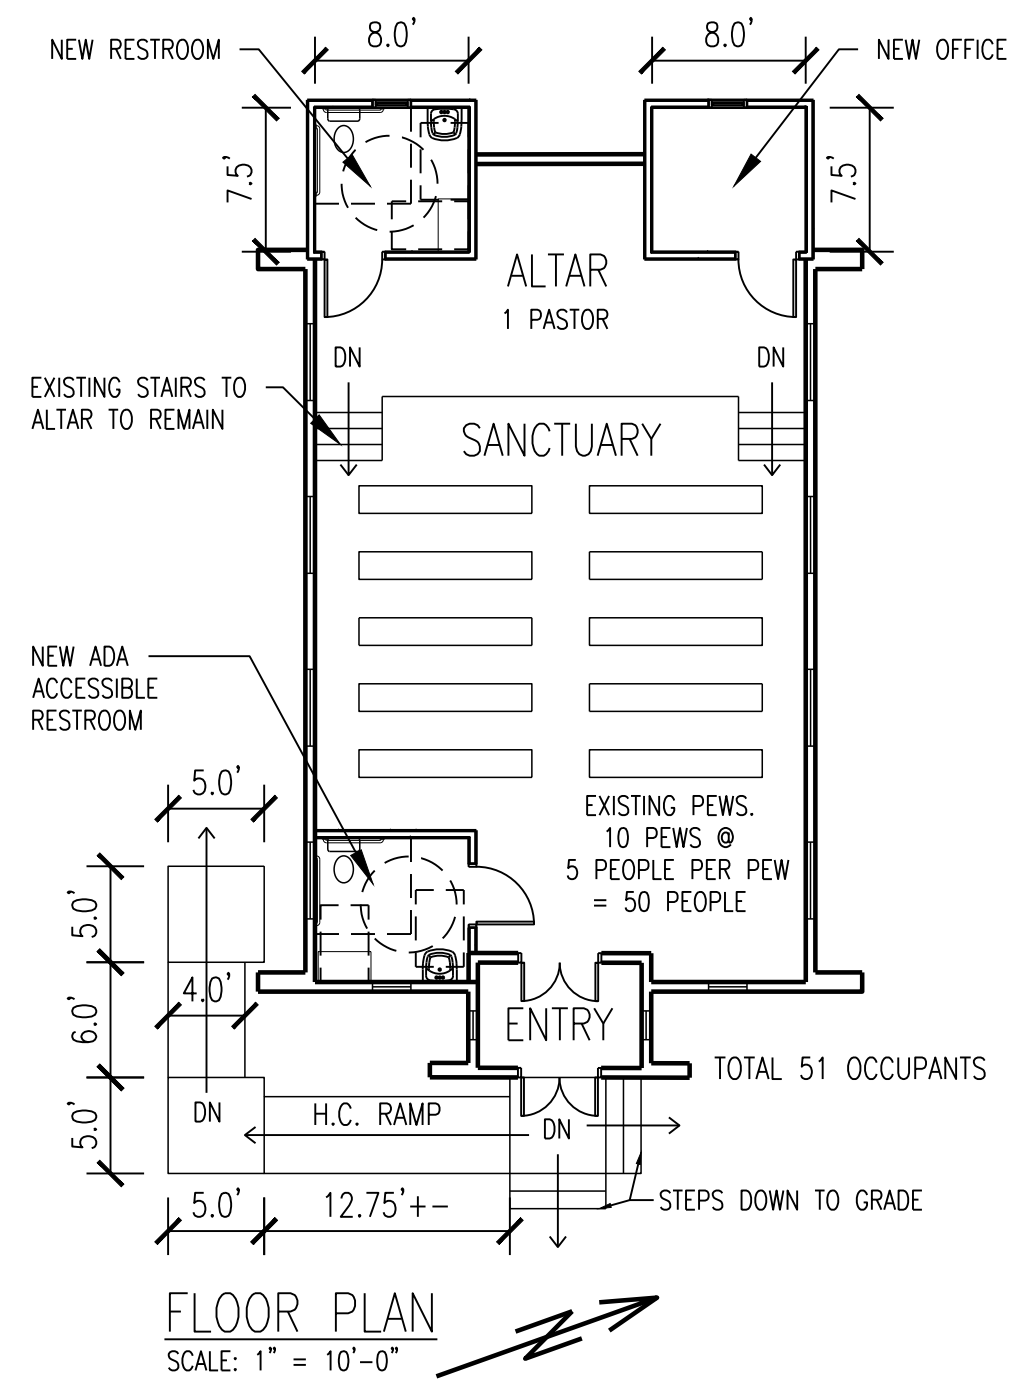 8.0'
8.0'
NEW RESTROOM
NEW OFFICE
7.5'
7.5'
ALTAR
1 PASTOR
DN
DN
EXISTING STAIRS TO
ALTAR TO REMAIN
SANCTUARY
NEW ADA
ACCESSIBLE
RESTROOM
5.0'
EXISTING PEWS.
10 PEWS @
5 PEOPLE PER PEW
= 50 PEOPLE
5.0'
4.0'
6.0'
ENTRY
TOTAL 51 OCCUPANTS
5.0'
DN
H.C. RAMP
DN
5.0'
12.75'+-
STEPS DOWN TO GRADE
FLOOR PLAN
SCALE: 1" = 10'-0"
N